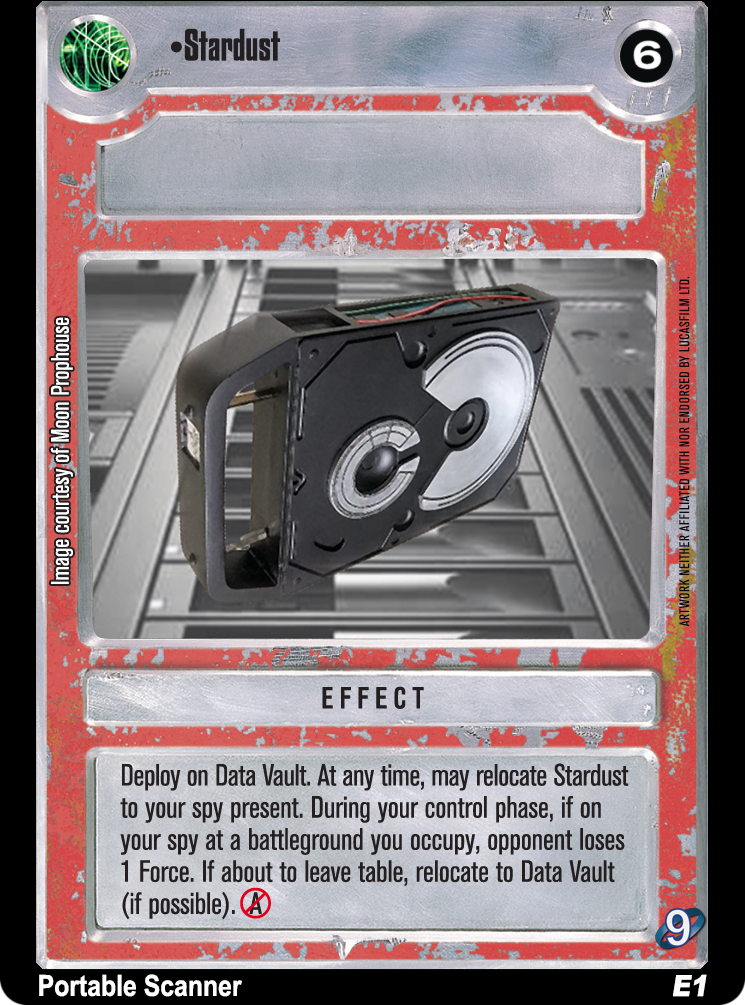 •Stardust
6
Image courtesy of Moon Prophouse
ARTWORK NEITHER AFFILIATED WITH NOR ENDORSED BY LUCASFILM LTD.
EFFECT
Deploy on Data Vault. At any time, may relocate Stardust
to your spy present. During your control phase, if on
your spy at a battleground you occupy, opponent loses
1 Force. If about to leave table, relocate to Data Vault
(if possible). A
9
Portable Scanner
E1